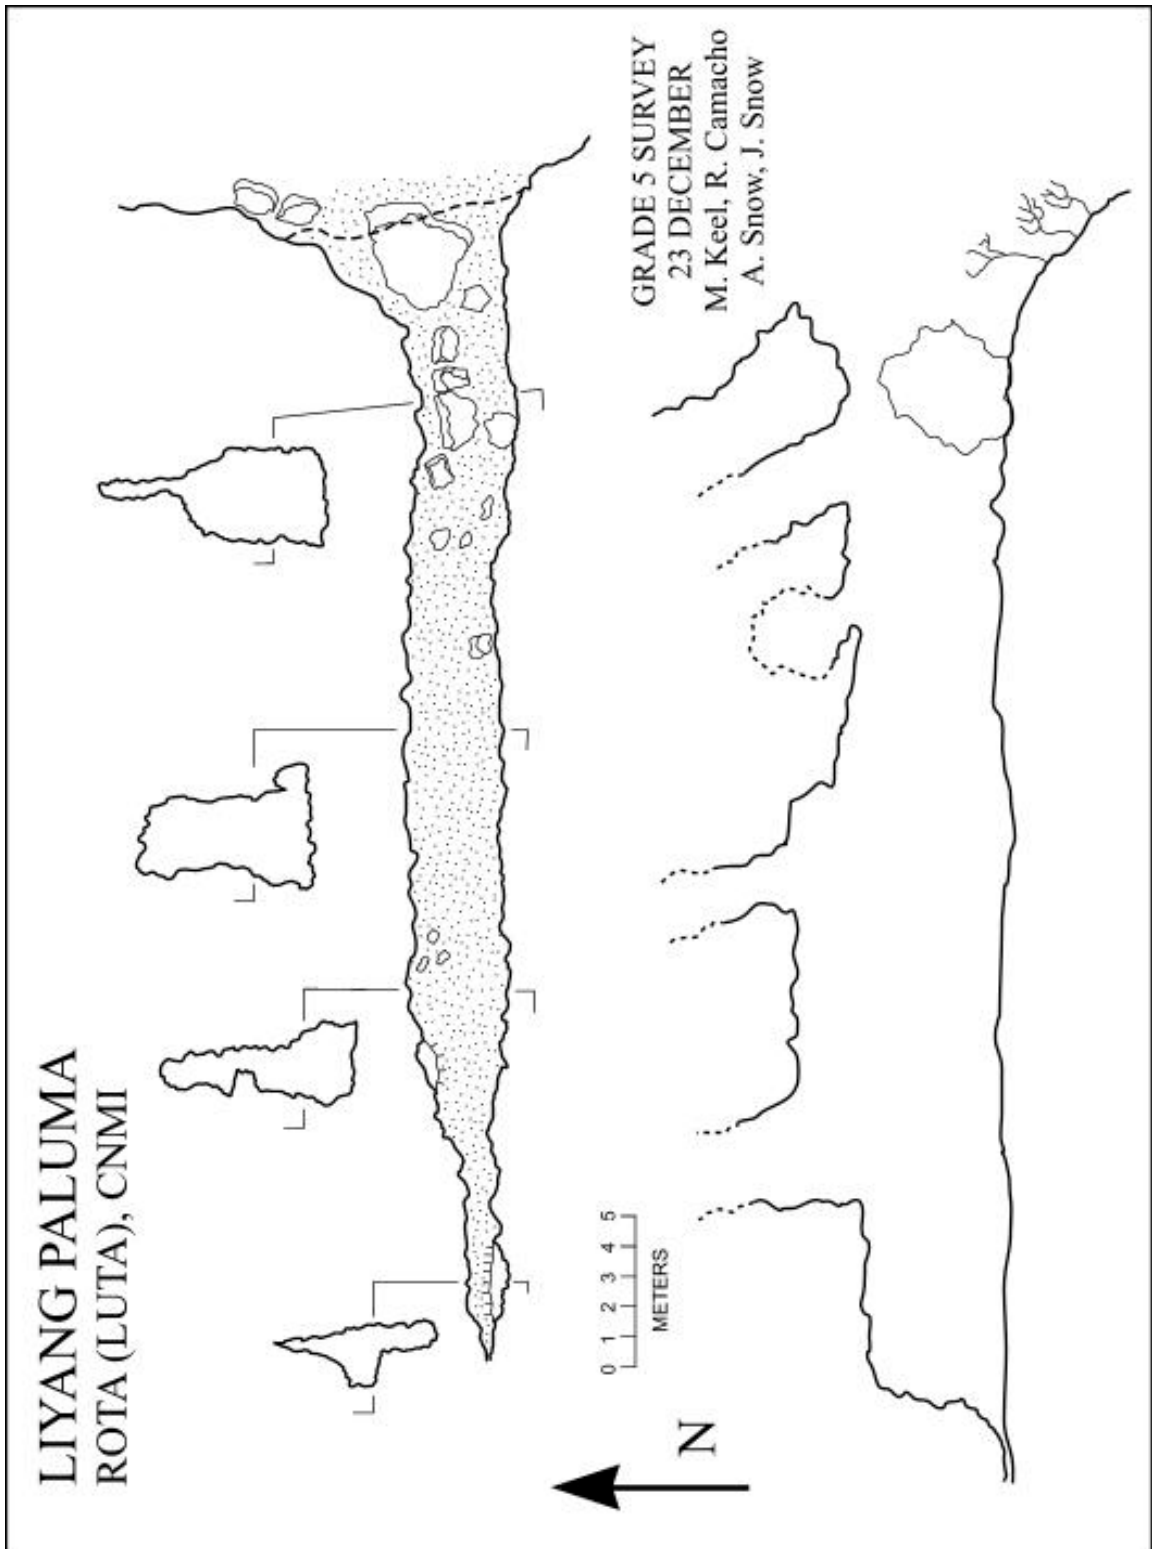 LIYANG PALUMA
ROTA (LUTA), CNMI
GRADE 5 SURVEY
23 DECEMBER
M. Keel, R. Camacho
A. Snow, J. Snow
0 1 2 3 4 5
METERS
N